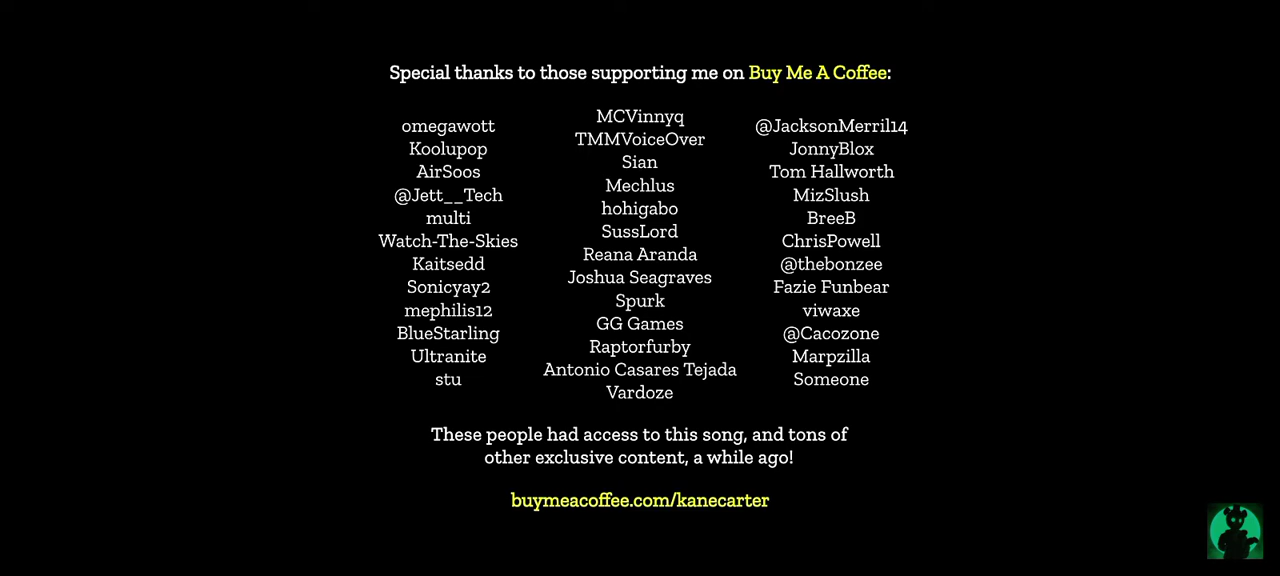 Special thanks to those supporting me on Buy Me A Coffee:
omegawott
Koolupop
AirSoos
@Jett__Tech
multi
Watch-The-Skies
Kaitsedd
Sonicyay2
mephilis12
BlueStarling
Ultranite
stu
MCVinnyq
TMMVoiceOver
Sian
Mechlus
hohigabo
SussLord
Reana Aranda
Joshua Seagraves
Spurk
GG Games
Raptorfurby
Antonio Casares Tejada
Vardoze
@JacksonMerril14
JonnyBlox
Tom Hallworth
MizSlush
BreeB
ChrisPowell
@thebonzee
Fazie Funbear
viwaxe
@Cacozone
Marpzilla
Someone
These people had access to this song, and tons of
other exclusive content, a while ago!
buymeacoffee.com/kanecarter